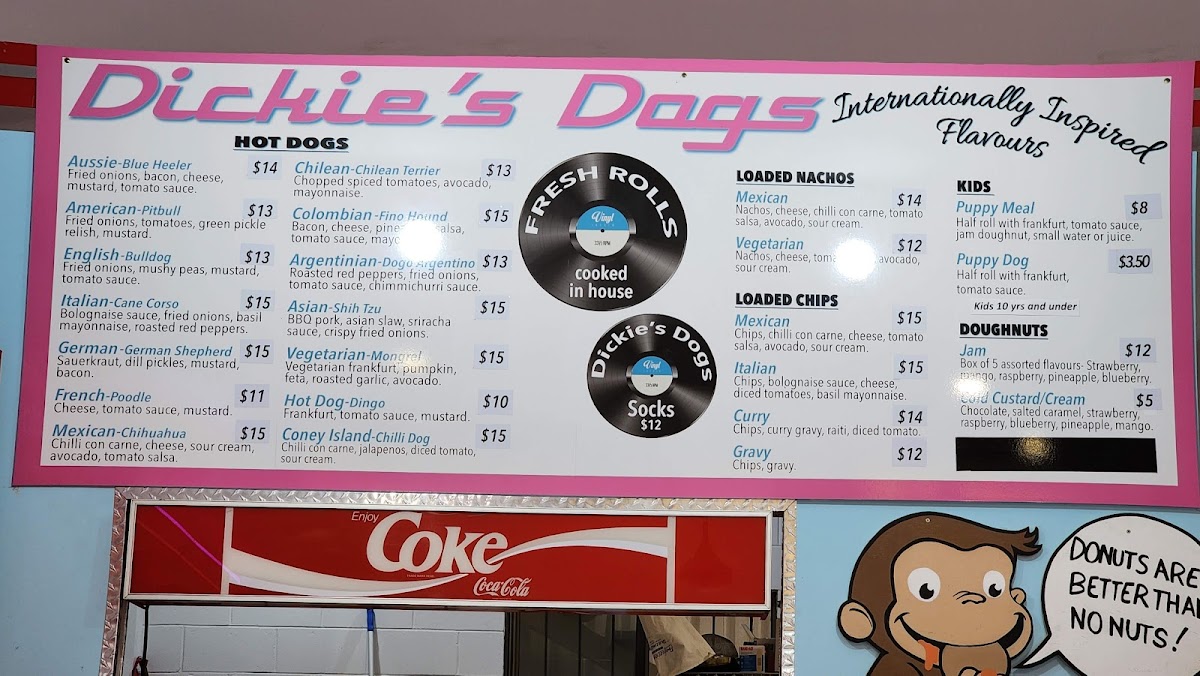 Dickie's Dogs
Internationally Inspired
Flavours
HOT DOGS
Aussie-Blue Heeler $14
Fried onions, bacon, cheese,
mustard, tomato sauce.
American-Pitbull $13
Fried onions, tomatoes, green pickle
relish, mustard.
English-Bulldog $13
Fried onions, mushy peas, mustard,
tomato sauce.
Italian-Cane Corso $15
Bolognaise sauce, fried onions, basil
mayonnaise, roasted red peppers.
German-German Shepherd $15
Sauerkraut, dill pickles, mustard,
bacon.
French-Poodle $11
Cheese, tomato sauce, mustard.
Mexican-Chihuahua $15
Chilli con carne, cheese, sour cream,
avocado, tomato salsa.
Chilean-Chilean Terrier $13
Chopped spiced tomatoes, avocado,
mayonnaise.
Colombian-Fino Hound $15
Bacon, cheese, salsa,
tomato sauce,
Argentinian-Dogo Argentino $13
Roasted red peppers, fried onions,
tomato sauce, chimmichurri sauce.
Asian-Shih Tzu $15
BBQ pork, asian slaw, sriracha
sauce, crispy fried onions.
Vegetarian-Mongrel $15
Vegetarian frankfurt, pumpkin,
feta, roasted garlic, avocado.
Hot Dog-Dingo $10
Frankfurt, tomato sauce, mustard.
Coney Island-Chilli Dog $15
Chilli con carne, jalapenos, diced tomato,
sour cream.
FRESH ROLLS
Vinyl
cooked
in house
Dickie's Dogs
Vinyl
Socks
$12
LOADED NACHOS
Mexican $14
Nachos, cheese, chilli con carne, tomato
salsa, avocado, sour cream.
Vegetarian $12
Nachos, cheese, avocado,
sour cream.
LOADED CHIPS
Mexican $15
Chips, chilli con carne, cheese, tomato
salsa, avocado, sour cream.
Italian $15
Chips, bolognaise sauce, cheese,
diced tomatoes, basil mayonnaise.
Curry $14
Chips, curry gravy, raiti, diced tomato.
Gravy $12
Chips, gravy.
KIDS
Puppy Meal $8
Half roll with frankfurt, tomato sauce,
jam doughnut, small water or juice.
Puppy Dog $3.50
Half roll with frankfurt,
tomato sauce.
Kids 10 yrs and under
DOUGHNUTS
Jam $12
Box of 5 assorted flavours- Strawberry,
mango, raspberry, pineapple, blueberry.
Cold Custard/Cream $5
Chocolate, salted caramel, strawberry,
raspberry, blueberry, pineapple, mango.
Enjoy
Coke
Coca-Cola
DONUTS ARE
BETTER THAN
NO NUTS!